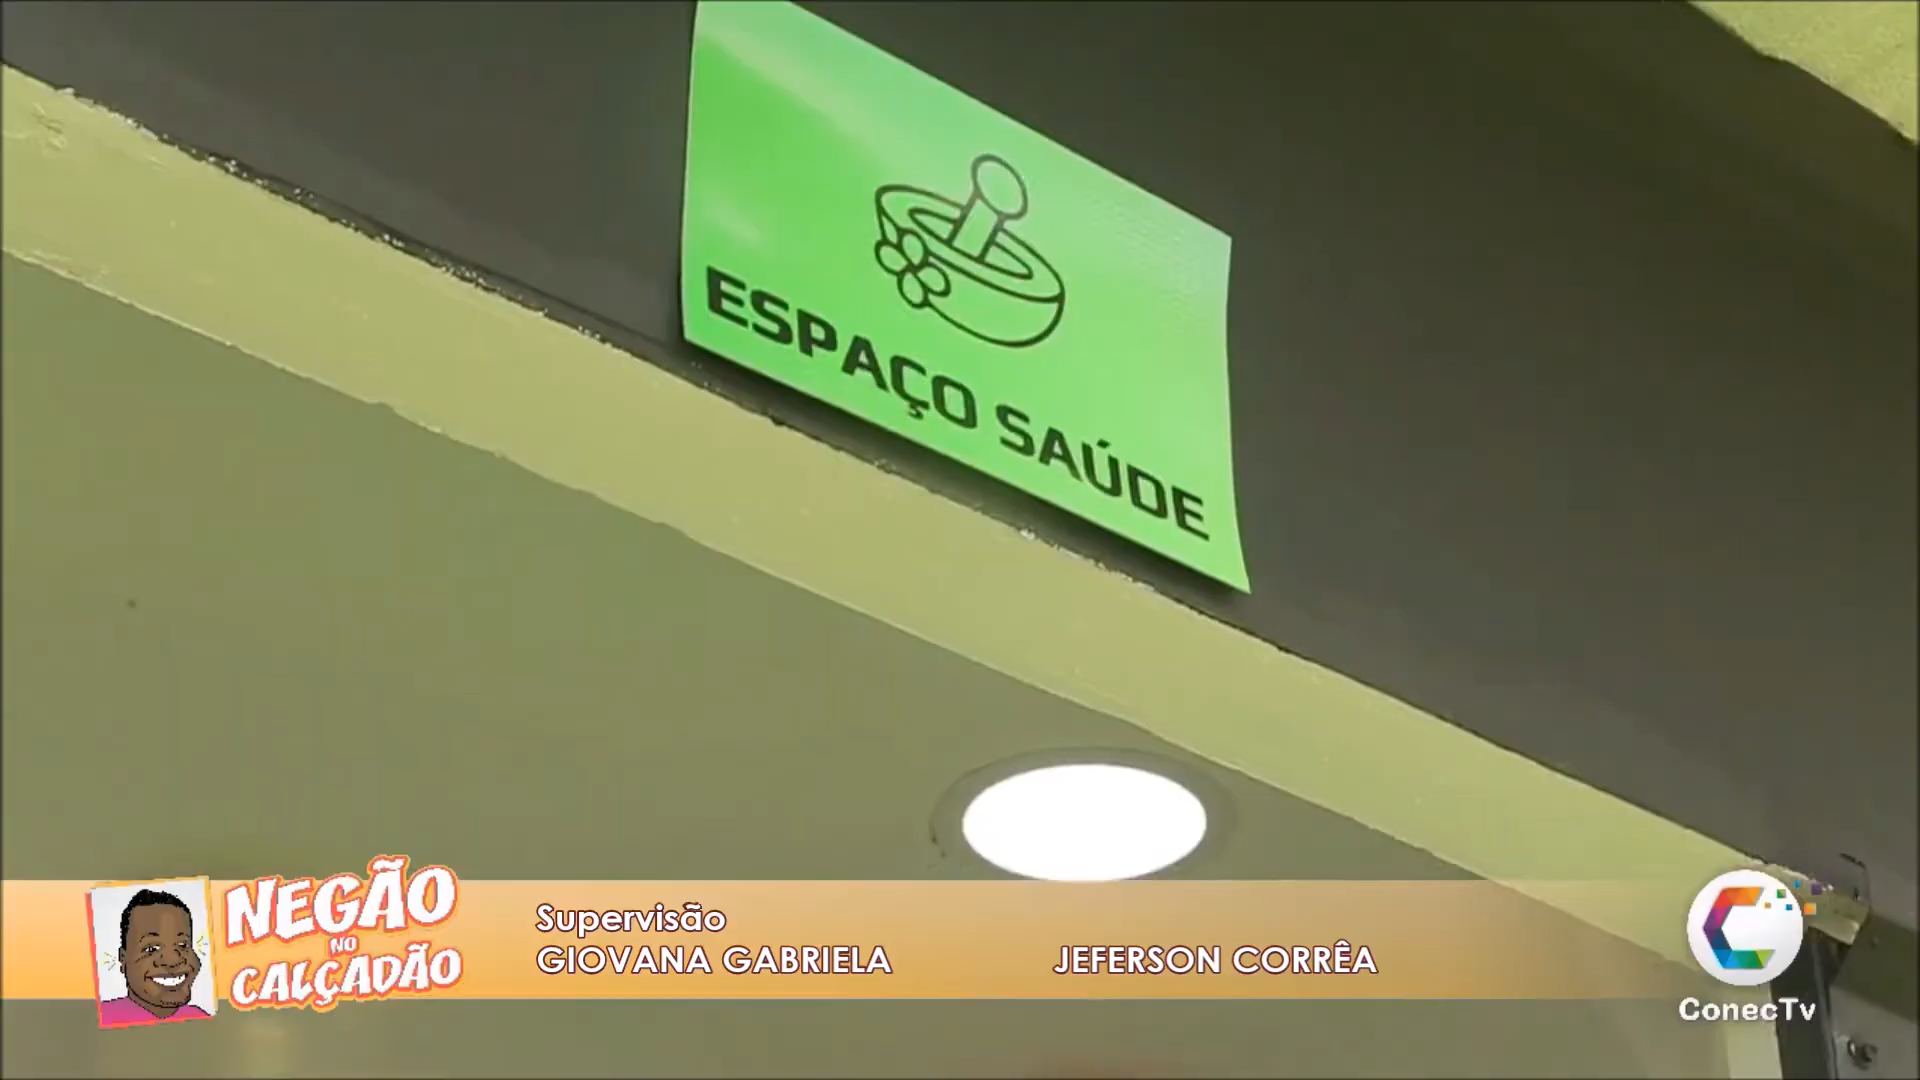 ESPAÇO SAÚDE
NEGÃO
NO
CALÇADÃO
Supervisão
GIOVANA GABRIELA
JEFERSON CORRÊA
ConecTv